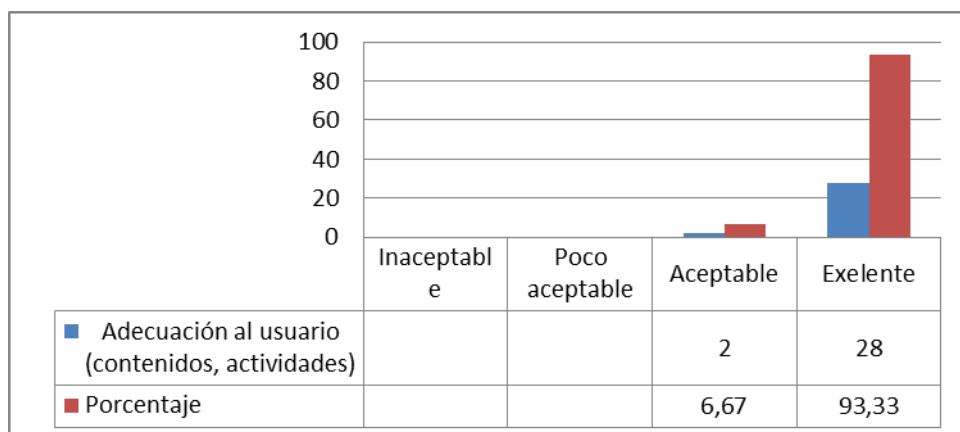 100
80
60
40
20
0
Inaceptabl
e
Poco
aceptable
Aceptable
Exelente
Adecuación al usuario
(contenidos, actividades)
2
28
Porcentaje
6,67
93,33